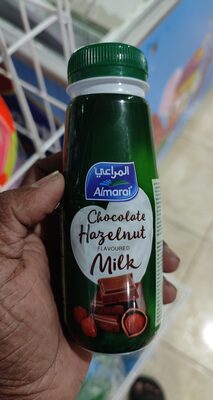 المراعي
Almarai
Chocolate
Hazelnut
FLAVOURED
Milk